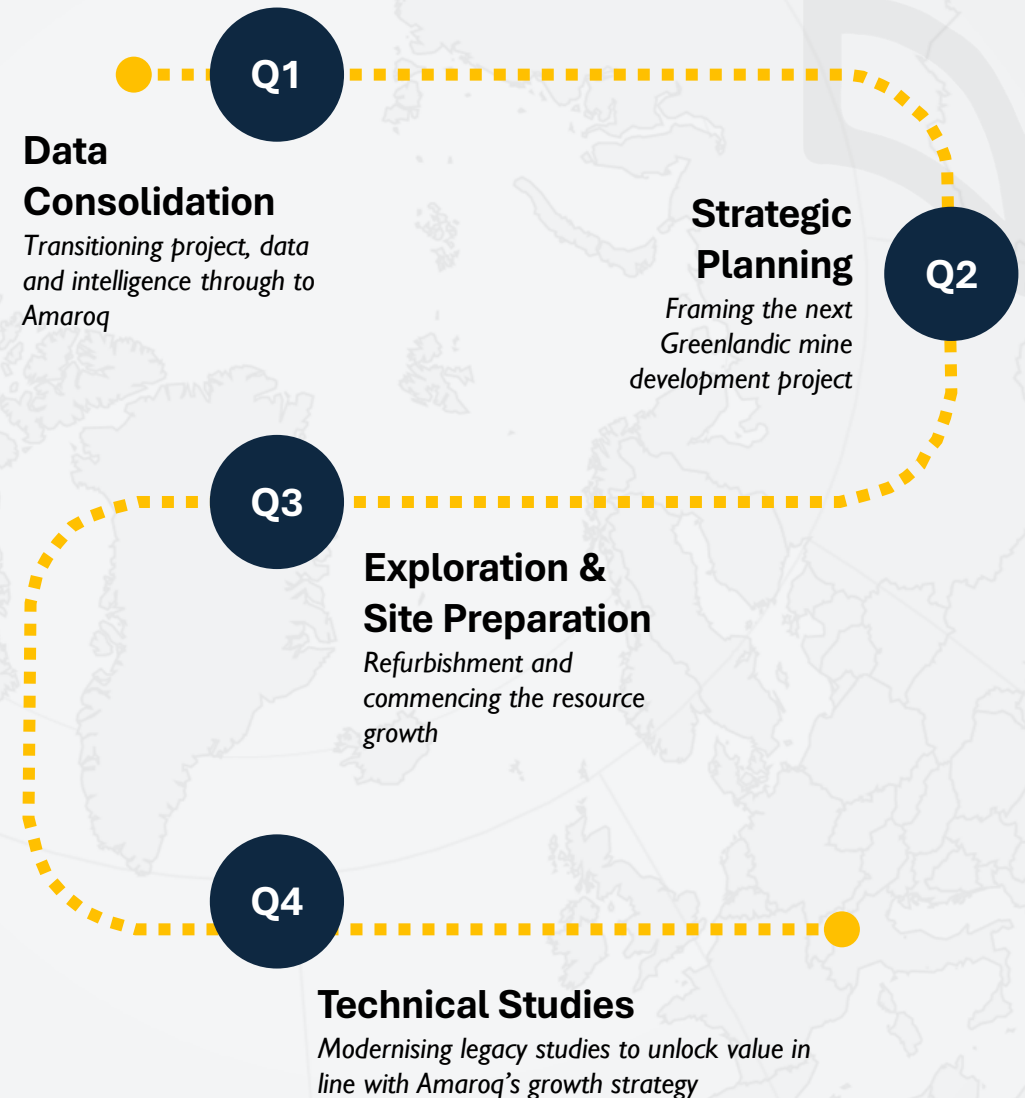 Q1
Data
Consolidation
Transitioning project, data
and intelligence through to
Amaroq
Strategic
Planning
Framing the next
Greenlandic mine
development project
Q2
Q3
Exploration &
Site Preparation
Refurbishment and
commencing the resource
growth
Q4
Technical Studies
Modernising legacy studies to unlock value in
line with Amaroq's growth strategy